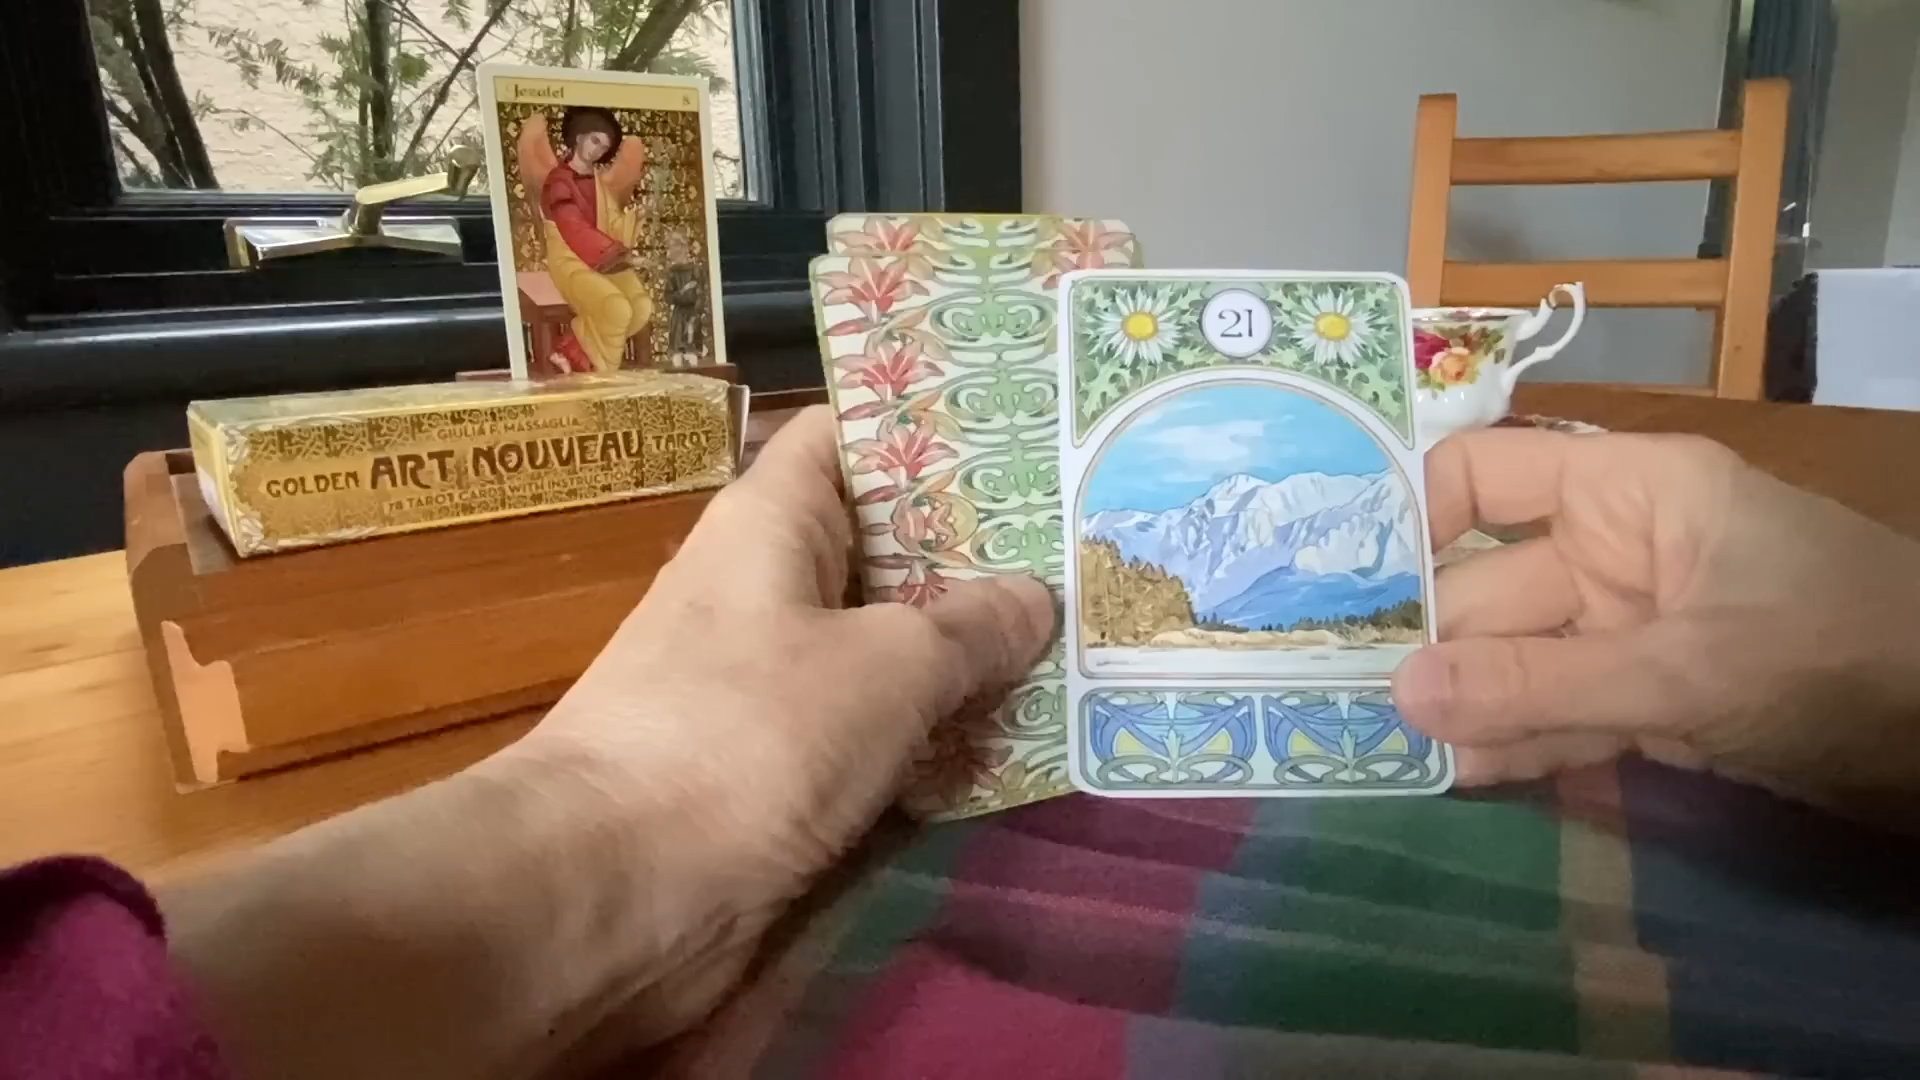 Jezalel
8
GIULIA F. MASSAGLIA
GOLDEN ART NOUVEAU TAROT
78 TAROT CARDS WITH INSTRUCTIONS
21